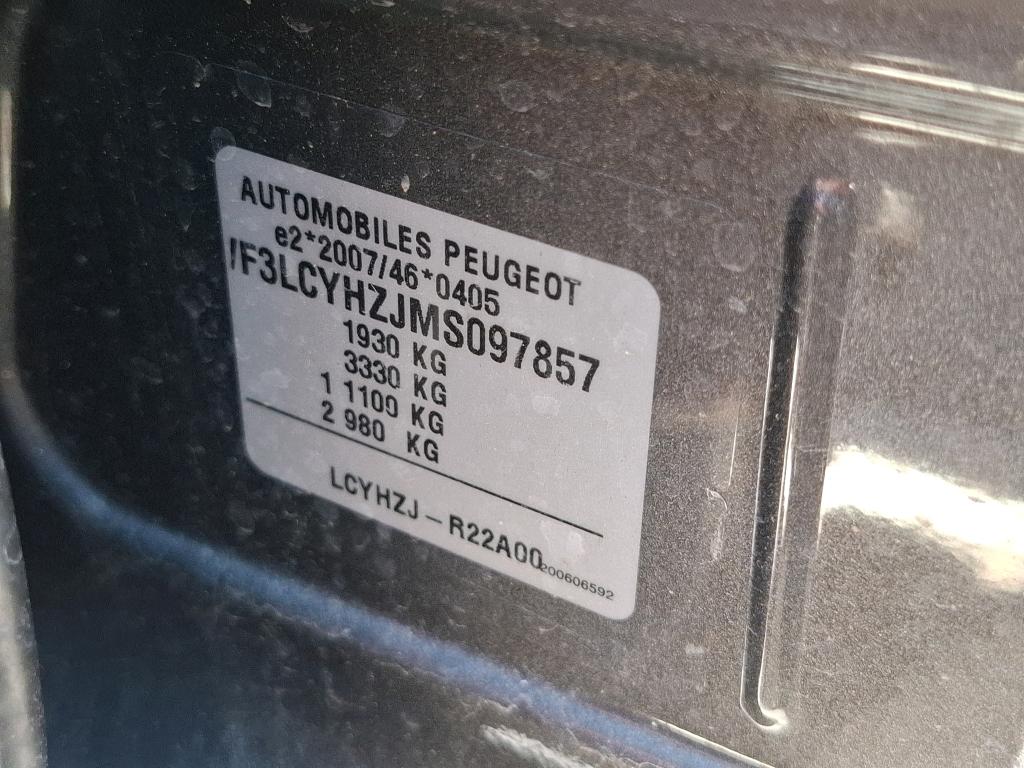 AUTOMOBILES PEUGEOT
e2*2007/46*0405
VF3LCYHZJMS097857
1930 KG
3330 KG
1 1100 KG
2 980 KG
LCYHZJ – R22A00
200606592